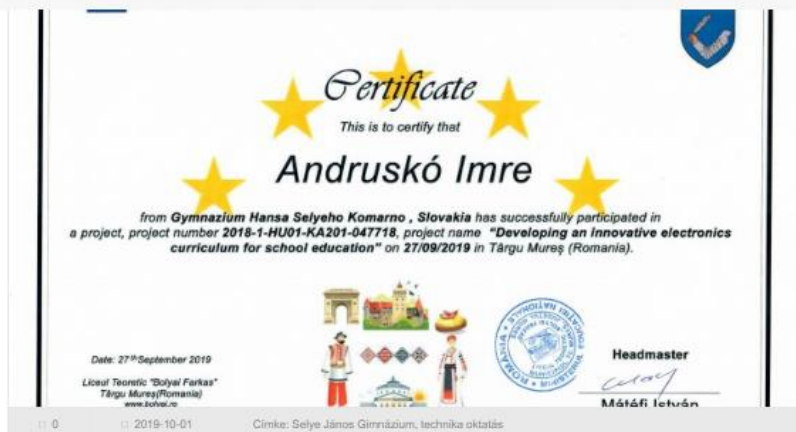 Certificate
This is to certify that
Andruskó Imre
from Gymnazium Hansa Selyeho Komarno , Slovakia has successfully participated in
a project, project number 2018-1-HU01-KA201-047718, project name "Developing an innovative electronics
curriculum for school education" on 27/09/2019 in Târgu Mureș (Romania).
Date: 27th September 2019
Liceul Teoretic "Bolyai Farkas"
Târgu Mureș(Romania)
www.bolyai.ro
Headmaster
Mátéfi István
0
2019-10-01
Címke: Selye János Gimnázium, technika oktatás